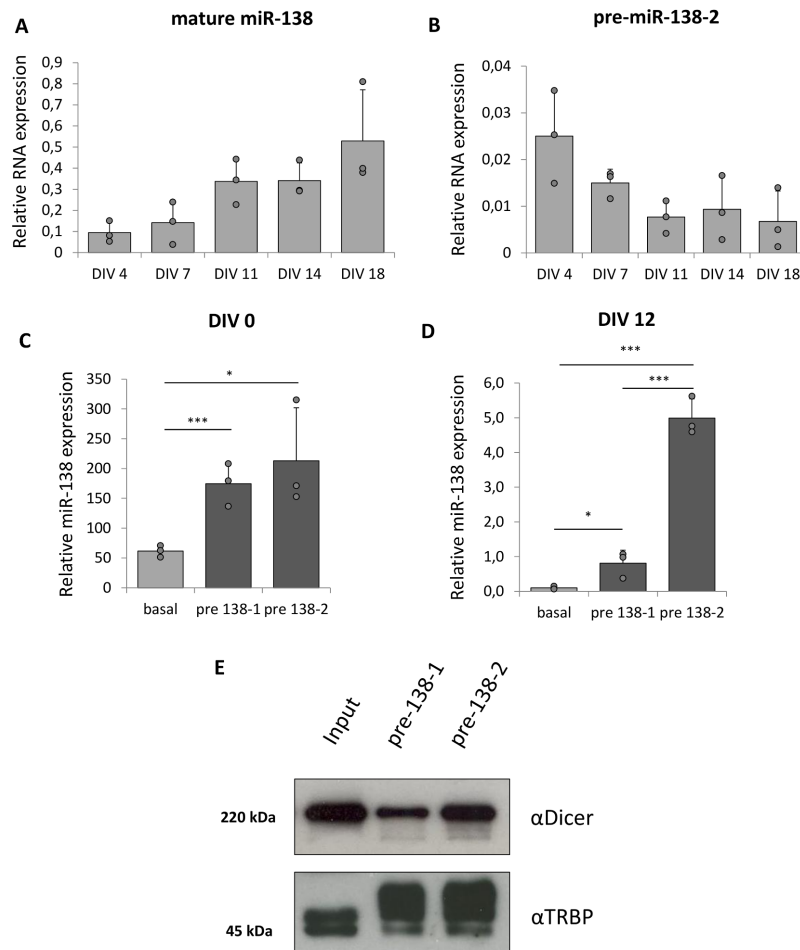 A
mature miR-138
Relative RNA expression
0,9
0,8
0,7
0,6
0,5
0,4
0,3
0,2
0,1
0
DIV 4 DIV 7 DIV 11 DIV 14 DIV 18
B
pre-miR-138-2
Relative RNA expression
0,04
0,03
0,02
0,01
0
DIV 4 DIV 7 DIV 11 DIV 14 DIV 18
C
DIV 0
Relative miR-138 expression
350
300
250
200
150
100
50
0
*
***
basal pre 138-1 pre 138-2
D
DIV 12
Relative miR-138 expression
6,0
5,0
4,0
3,0
2,0
1,0
0,0
***
***
*
basal pre 138-1 pre 138-2
E
Input pre-138-1 pre-138-2
220 kDa αDicer
45 kDa αTRBP